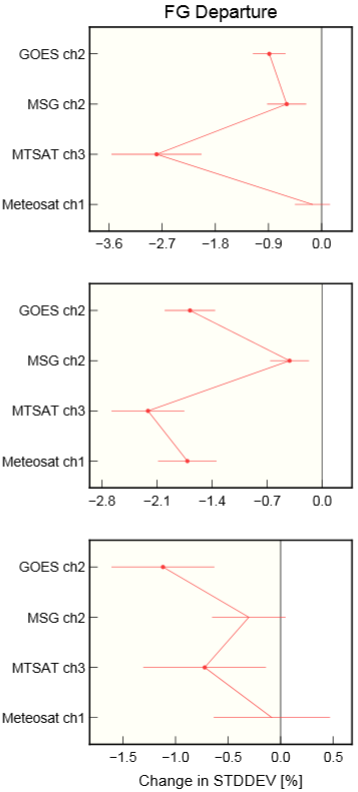 FG Departure
GOES ch2
MSG ch2
MTSAT ch3
Meteosat ch1
−3.6 −2.7 −1.8 −0.9 0.0
GOES ch2
MSG ch2
MTSAT ch3
Meteosat ch1
−2.8 −2.1 −1.4 −0.7 0.0
GOES ch2
MSG ch2
MTSAT ch3
Meteosat ch1
−1.5 −1.0 −0.5 0.0 0.5
Change in STDDEV [%]